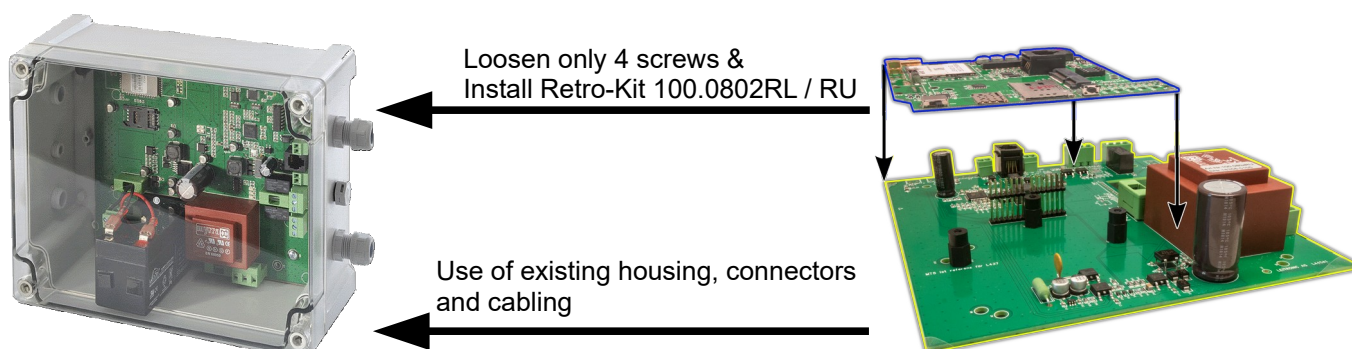 Loosen only 4 screws &
Install Retro-Kit 100.0802RL / RU
Use of existing housing, connectors
and cabling